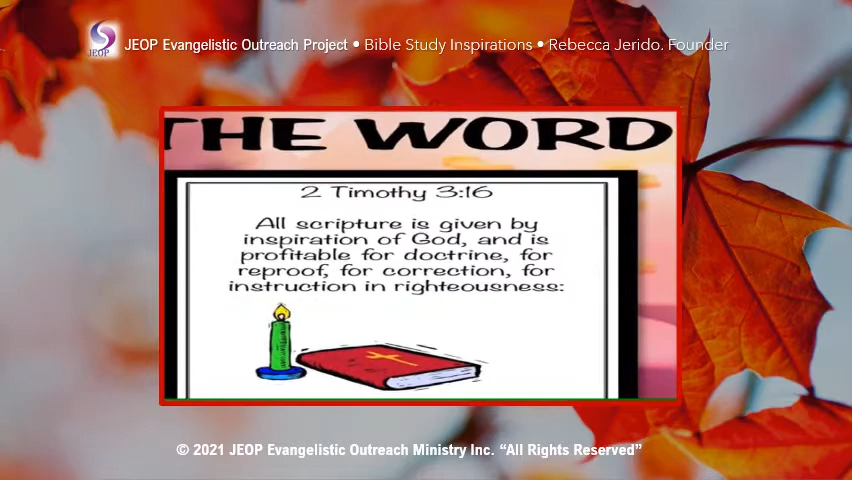 JEOP
JEOP Evangelistic Outreach Project • Bible Study Inspirations • Rebecca Jerido. Founder
THE WORD
2 Timothy 3:16
All scripture is given by
inspiration of God, and is
profitable for doctrine, for
reproof, for correction, for
instruction in righteousness:
© 2021 JEOP Evangelistic Outreach Ministry Inc. “All Rights Reserved”